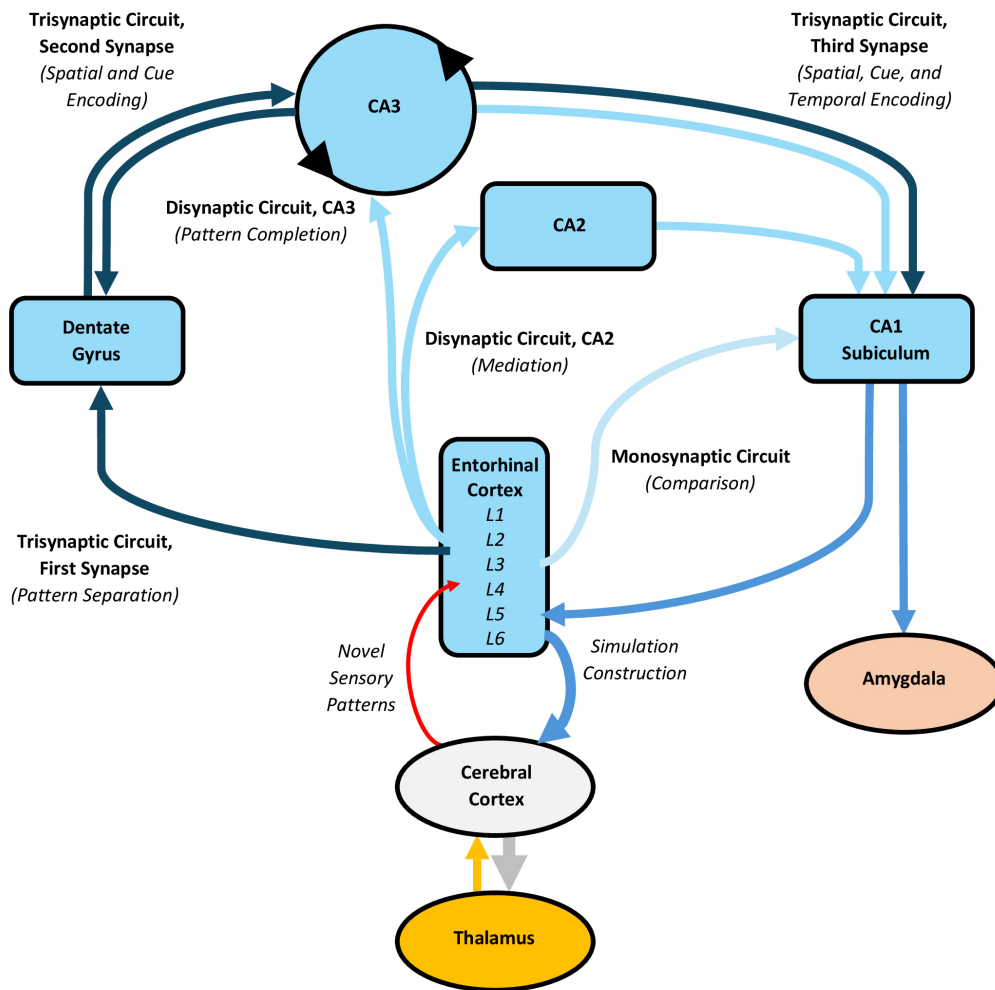 Trisynaptic Circuit,
Second Synapse
(Spatial and Cue
Encoding)
CA3
Trisynaptic Circuit,
Third Synapse
(Spatial, Cue, and
Temporal Encoding)
Disynaptic Circuit, CA3
(Pattern Completion)
CA2
Dentate
Gyrus
Disynaptic Circuit, CA2
(Mediation)
CA1
Subiculum
Entorhinal
Cortex
L1
L2
L3
L4
L5
L6
Monosynaptic Circuit
(Comparison)
Trisynaptic Circuit,
First Synapse
(Pattern Separation)
Novel
Sensory
Patterns
Simulation
Construction
Amygdala
Cerebral
Cortex
Thalamus